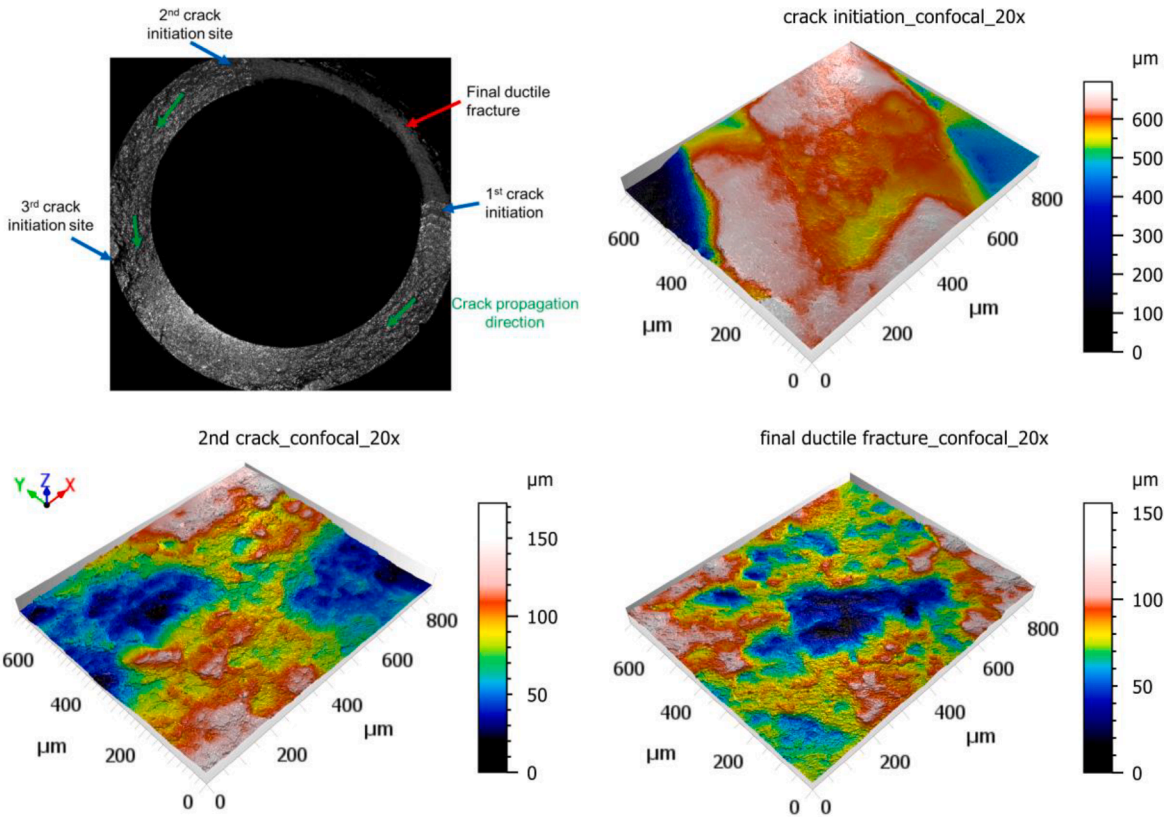 2nd crack
initiation site
Final ductile
fracture
1st crack
initiation
3rd crack
initiation site
Crack propagation
direction
crack initiation_confocal_20x
µm
600
500
400
300
200
100
0
600
400
µm
200
0
0
200
µm
400
600
800
2nd crack_confocal_20x
Y Z X
µm
150
100
50
0
600
400
µm
200
0
0
200
µm
400
600
800
final ductile fracture_confocal_20x
µm
150
100
50
0
600
400
µm
200
0
0
200
µm
400
600
800